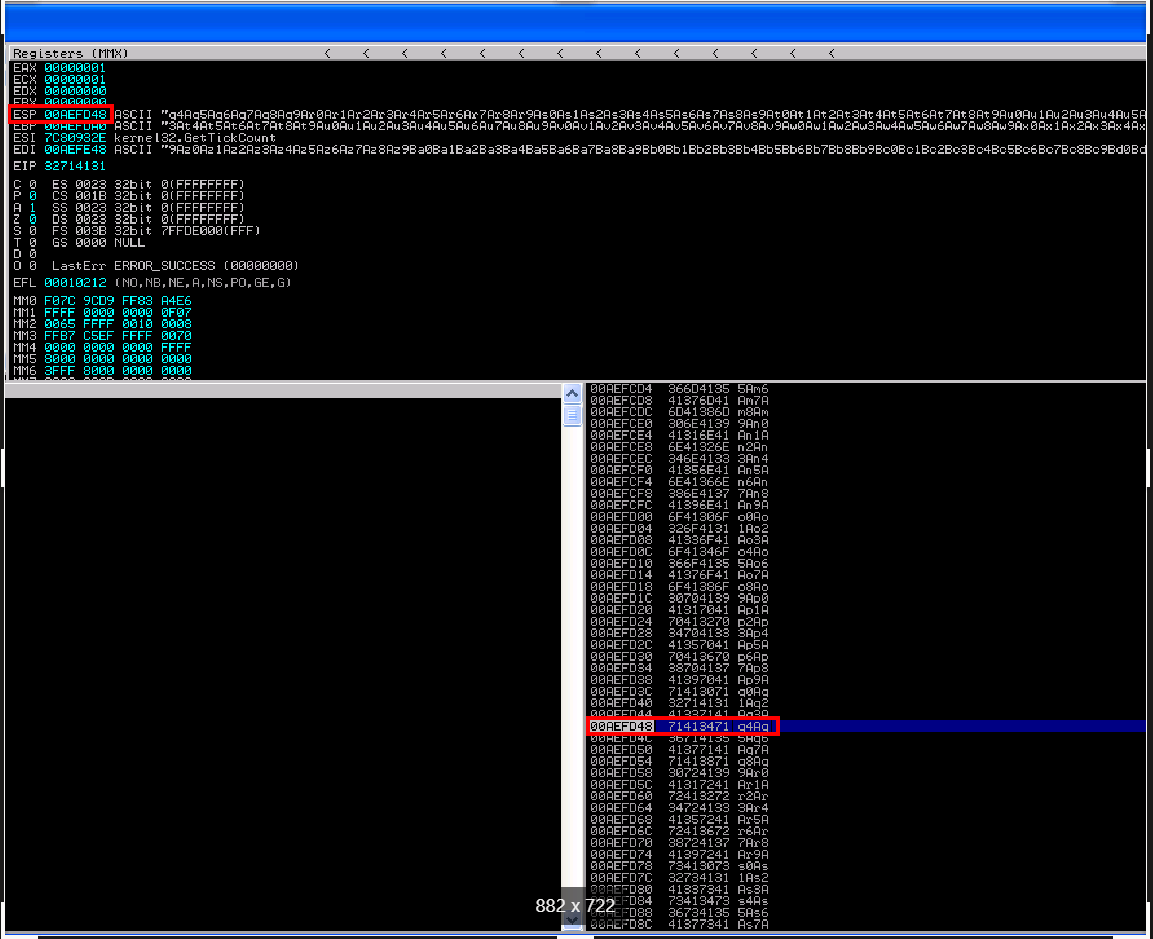 Registers (MMX) < < < < < < < < < < < < < <
EAX 00000001
ECX 00000001
EDX 00000000
EBX 00000000
ESP 00AEFD48 ASCII "q4Aq5Aq6Aq7Aq8Aq9Ar0Ar1Ar2Ar3Ar4Ar5Ar6Ar7Ar8Ar9As0As1As2As3As4As5As6As7As8As9At0At1At2At3At4At5At6At7At8At9Au0Au1Au2Au3Au4Au5A
EBP 00AEFDA0 ASCII "3At4At5At6At7At8At9Au0Au1Au2Au3Au4Au5Au6Au7Au8Au9Av0Av1Av2Av3Av4Av5Av6Av7Av8Av9Aw0Aw1Aw2Aw3Aw4Aw5Aw6Aw7Aw8Aw9Ax0Ax1Ax2Ax3Ax4Ax
ESI 7C80932E kernel32.GetTickCount
EDI 00AEFE48 ASCII "9Az0Az1Az2Az3Az4Az5Az6Az7Az8Az9Ba0Ba1Ba2Ba3Ba4Ba5Ba6Ba7Ba8Ba9Bb0Bb1Bb2Bb3Bb4Bb5Bb6Bb7Bb8Bb9Bc0Bc1Bc2Bc3Bc4Bc5Bc6Bc7Bc8Bc9Bd0Bd
EIP 32714131
C 0 ES 0023 32bit 0(FFFFFFFF)
P 0 CS 001B 32bit 0(FFFFFFFF)
A 1 SS 0023 32bit 0(FFFFFFFF)
Z 0 DS 0023 32bit 0(FFFFFFFF)
S 0 FS 003B 32bit 7FFDE000(FFF)
T 0 GS 0000 NULL
D 0
O 0 LastErr ERROR_SUCCESS (00000000)
EFL 00010212 (NO,NB,NE,A,NS,PO,GE,G)
MM0 F07C 9CD9 FF83 A4E6
MM1 FFFF 0000 0000 0F07
MM2 0065 FFFF 0010 0008
MM3 FFB7 C5EF FFFF 0070
MM4 0000 0000 0000 FFFF
MM5 8000 0000 0000 0000
MM6 3FFF 8000 0000 0000
00AEFCD4 366D4135 5Am6
00AEFCD8 41376D41 Am7A
00AEFCDC 6D41386D m8Am
00AEFCE0 306E4139 9An0
00AEFCE4 41316E41 An1A
00AEFCE8 6E41326E n2An
00AEFCEC 346E4133 3An4
00AEFCF0 41356E41 An5A
00AEFCF4 6E41366E n6An
00AEFCF8 386E4137 7An8
00AEFCFC 41396E41 An9A
00AEFD00 6F41306F o0Ao
00AEFD04 326F4131 1Ao2
00AEFD08 41336F41 Ao3A
00AEFD0C 6F41346F o4Ao
00AEFD10 366F4135 5Ao6
00AEFD14 41376F41 Ao7A
00AEFD18 6F41386F o8Ao
00AEFD1C 30704139 9Ap0
00AEFD20 41317041 Ap1A
00AEFD24 70413270 p2Ap
00AEFD28 34704133 3Ap4
00AEFD2C 41357041 Ap5A
00AEFD30 70413670 p6Ap
00AEFD34 38704137 7Ap8
00AEFD38 41397041 Ap9A
00AEFD3C 71413071 q0Aq
00AEFD40 32714131 1Aq2
00AEFD44 41337141 Aq3A
00AEFD48 71413471 q4Aq
00AEFD4C 36714135 5Aq6
00AEFD50 41377141 Aq7A
00AEFD54 71413871 q8Aq
00AEFD58 30724139 9Ar0
00AEFD5C 41317241 Ar1A
00AEFD60 72413272 r2Ar
00AEFD64 34724133 3Ar4
00AEFD68 41357241 Ar5A
00AEFD6C 72413672 r6Ar
00AEFD70 38724137 7Ar8
00AEFD74 41397241 Ar9A
00AEFD78 73413073 s0As
00AEFD7C 32734131 1As2
00AEFD80 41337341 As3A
00AEFD84 73413473 s4As
00AEFD88 36734135 5As6
00AEFD8C 41377341 As7A
882 x 722